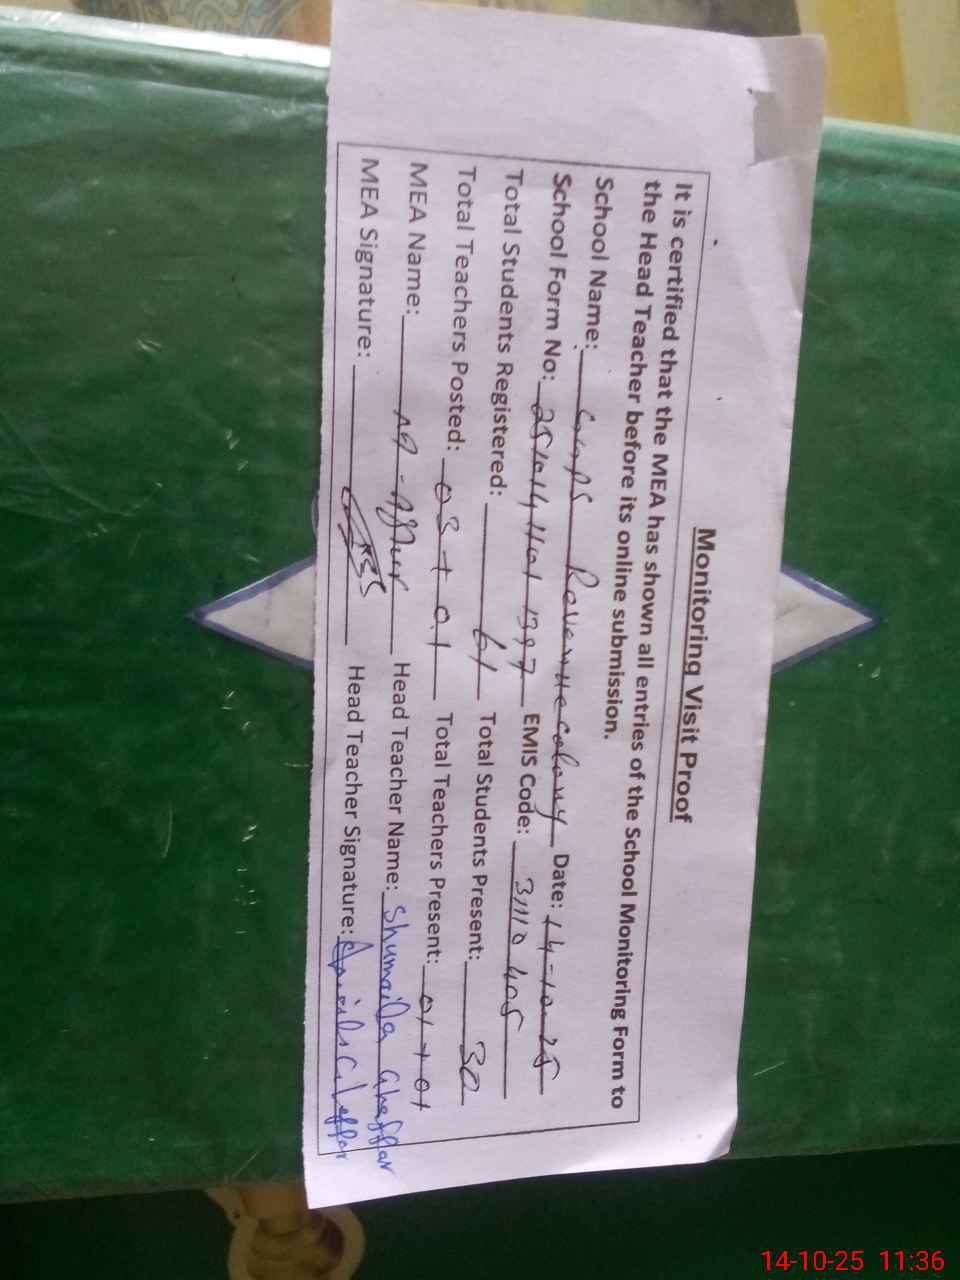 Monitoring Visit Proof
It is certified that the MEA has shown all entries of the School Monitoring Form to
the Head Teacher before its online submission.
School Name: Revenue colony Date: 14-10-25
School Form No: EMIS Code: 31110405
Total Students Registered: 61 Total Students Present: 30
Total Teachers Posted: 03 + 01 Total Teachers Present: 01 + 01
MEA Name: Head Teacher Name: Shumaila Ghaffar
MEA Signature: Head Teacher Signature:
14-10-25 11:36